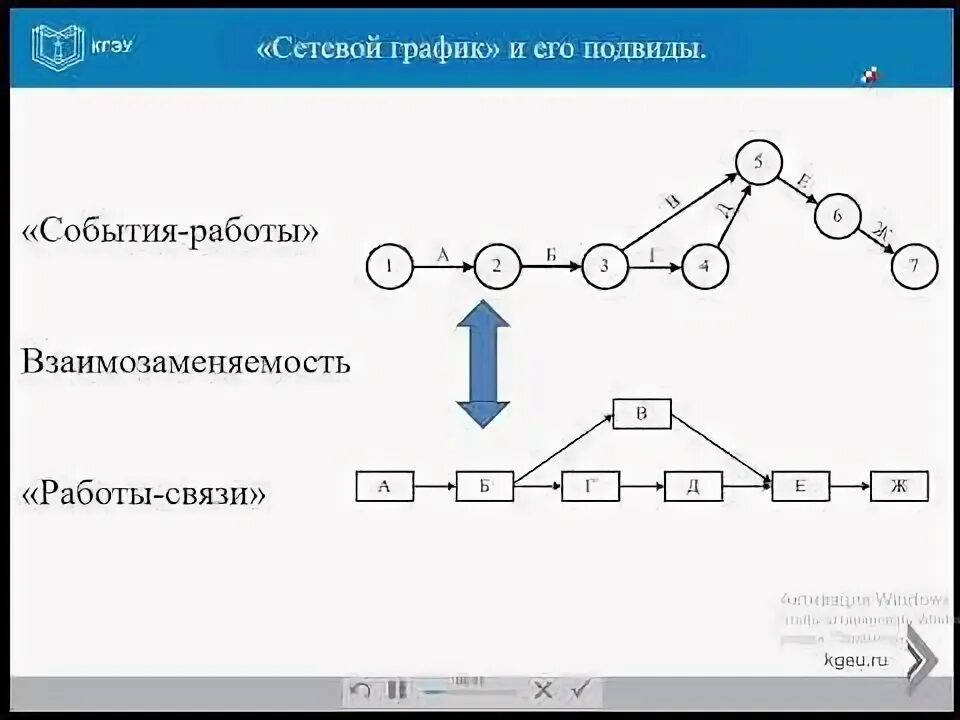 КГЭУ
«Сетевой график» и его подвиды.
5
В
Д
Е
6
«События-работы»
1
А
2
Б
3
Г
4
Ж
7
Взаимозаменяемость
В
«Работы-связи»
А
Б
Г
Д
Е
Ж
Windows
kgeu.ru